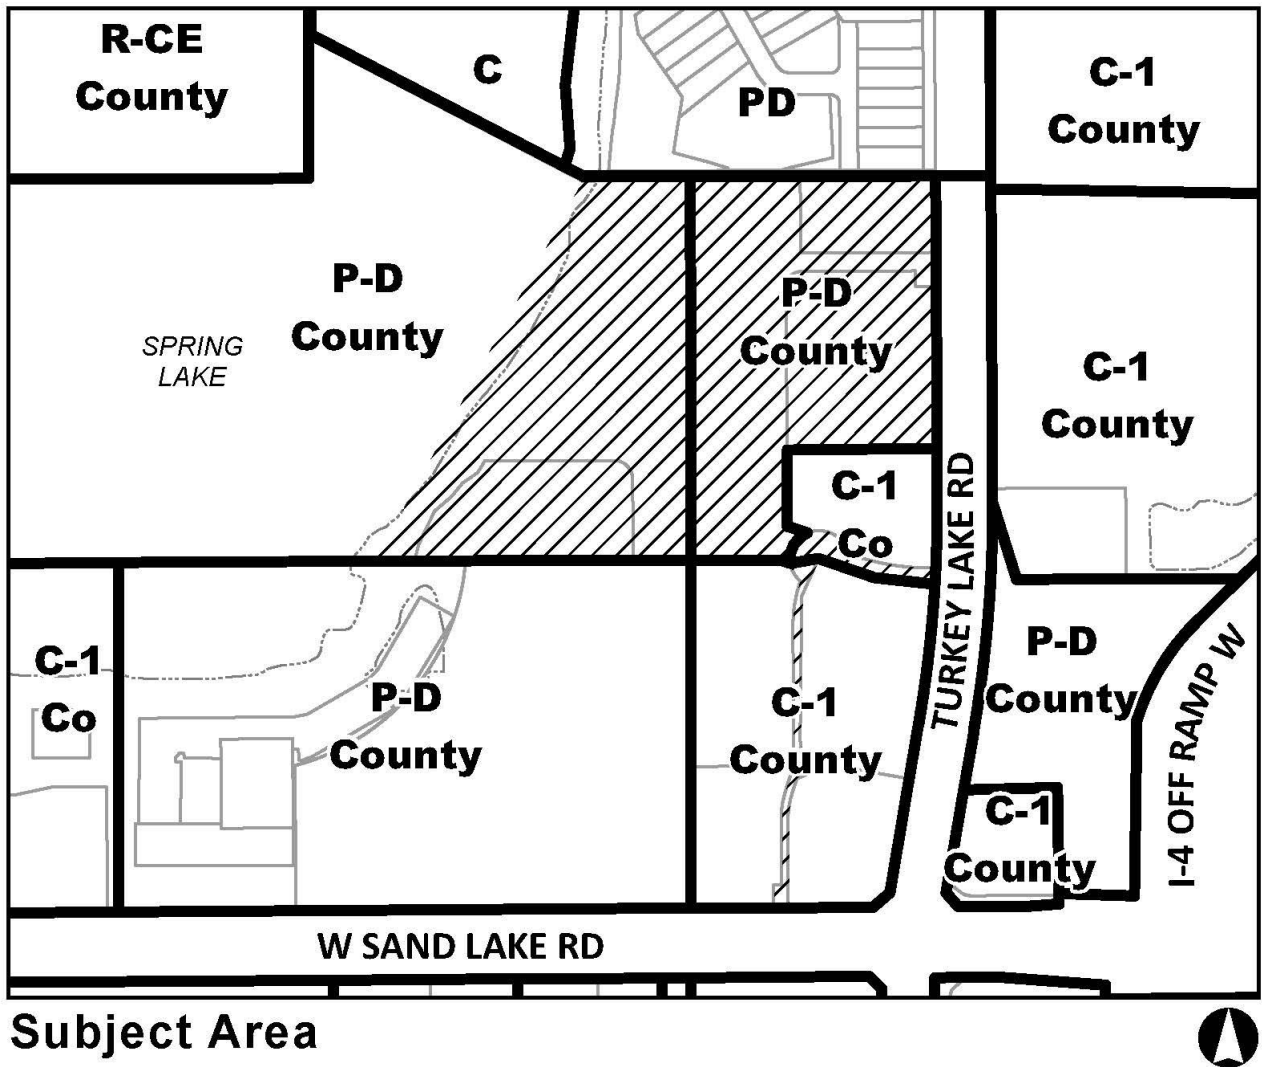 R-CE
County
C
PD
C-1
County
P-D
County
SPRING
LAKE
P-D
County
C-1
County
C-1
Co
TURKEY LAKE RD
C-1
Co
P-D
County
C-1
County
P-D
County
C-1
County
I-4 OFF RAMP W
W SAND LAKE RD
Subject Area